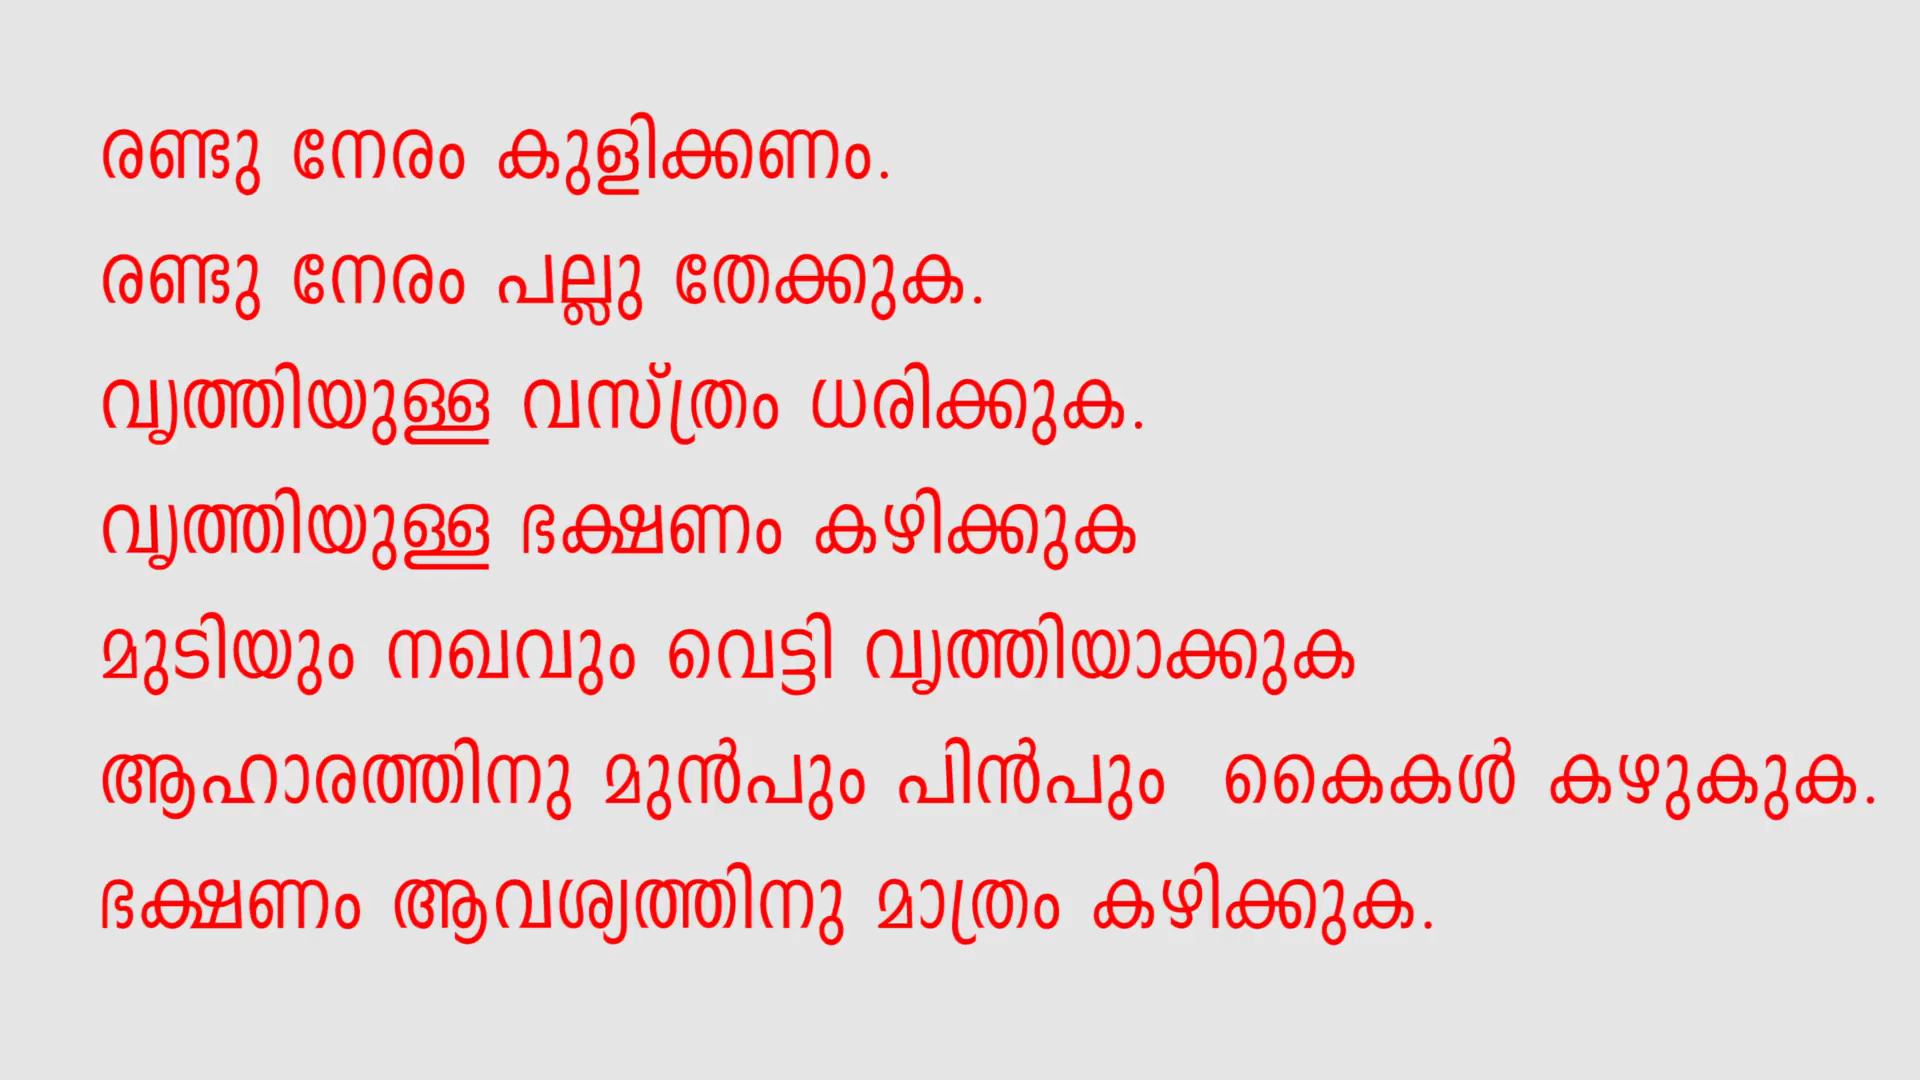 രണ്ടു നേരം കുളിക്കണം.
രണ്ടു നേരം പല്ലു തേക്കുക.
വൃത്തിയുള്ള വസ്ത്രം ധരിക്കുക.
വൃത്തിയുള്ള ഭക്ഷണം കഴിക്കുക
മുടിയും നഖവും വെട്ടി വൃത്തിയാക്കുക
ആഹാരത്തിനു മുൻപും പിൻപും  കൈകൾ കഴുകുക.
ഭക്ഷണം ആവശ്യത്തിനു മാത്രം കഴിക്കുക.